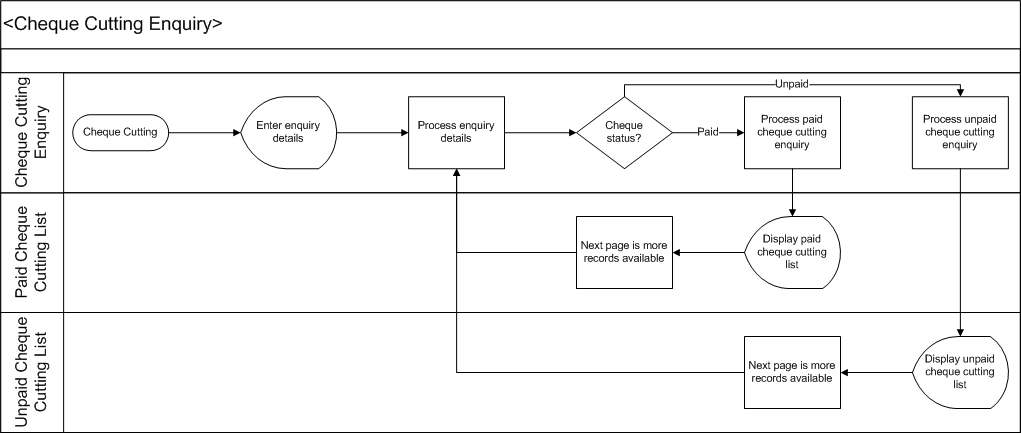 <Cheque Cutting Enquiry>
Cheque Cutting
Enquiry
Cheque Cutting
Enter enquiry
details
Process enquiry
details
Cheque
status?
Paid
Unpaid
Process paid
cheque cutting
enquiry
Process unpaid
cheque cutting
enquiry
Paid Cheque
Cutting List
Next page is more
records available
Display paid
cheque cutting
list
Unpaid Cheque
Cutting List
Next page is more
records available
Display unpaid
cheque cutting
list